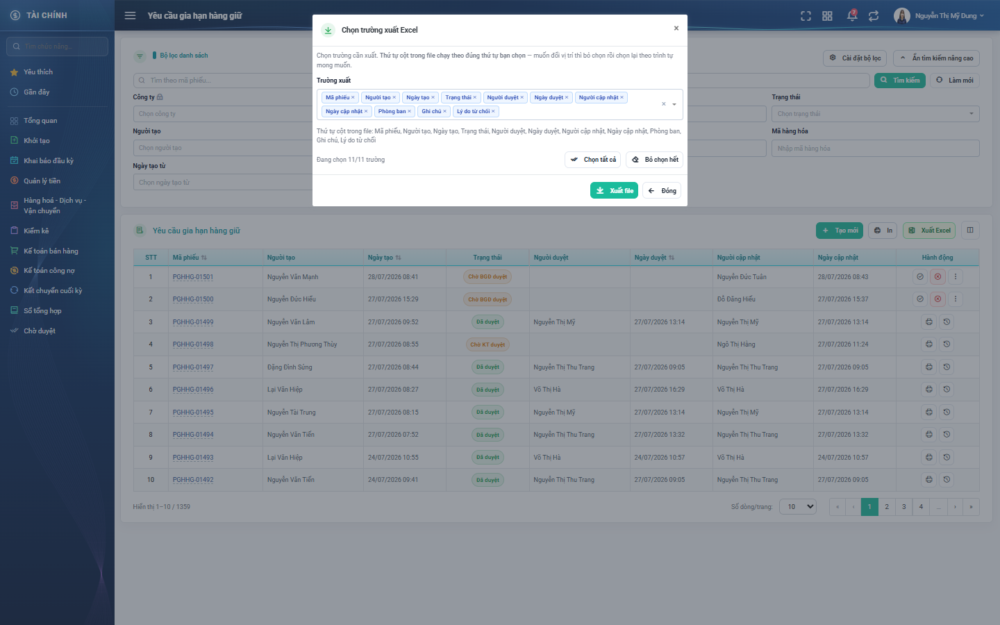 TÀI CHÍNH
Yêu cầu gia hạn hàng giữ
7
Nguyễn Thị Mỹ Dung
Tìm chức năng...
Yêu thích
Gần đây
Tổng quan
Khởi tạo
Khai báo đầu kỳ
Quản lý tiền
Hàng hoá - Dịch vụ -
Vận chuyển
Kiểm kê
Kế toán bán hàng
Kế toán công nợ
Kết chuyển cuối kỳ
Sổ tổng hợp
Chờ duyệt
Chọn trường xuất Excel
×
Chọn trường cần xuất. Thứ tự cột trong file chạy theo đúng thứ tự bạn chọn — muốn đổi vị trí thì bỏ chọn rồi chọn lại theo trình tự
mong muốn.
Trường xuất
Mã phiếu × Người tạo × Ngày tạo × Trạng thái × Người duyệt × Ngày duyệt × Người cập nhật ×
Ngày cập nhật × Phòng ban × Ghi chú × Lý do từ chối ×
×
Thứ tự cột trong file: Mã phiếu, Người tạo, Ngày tạo, Trạng thái, Người duyệt, Ngày duyệt, Người cập nhật, Ngày cập nhật, Phòng ban,
Ghi chú, Lý do từ chối
Đang chọn 11/11 trường
Chọn tất cả
Bỏ chọn hết
Xuất file
Đóng
Bộ lọc danh sách
Cài đặt bộ lọc
Ẩn tìm kiếm nâng cao
Tìm theo mã phiếu...
Tìm kiếm
Làm mới
Công ty
Trạng thái
Chọn công ty
Chọn trạng thái
Người tạo
Mã hàng hóa
Chọn người tạo
Nhập mã hàng hóa
Ngày tạo từ
Chọn ngày tạo từ
Yêu cầu gia hạn hàng giữ
Tạo mới
In
Xuất Excel
STT Mã phiếu Người tạo Ngày tạo Trạng thái Người duyệt Ngày duyệt Người cập nhật Ngày cập nhật Hành động
1 PGHHG-01501 Nguyễn Văn Mạnh 28/07/2026 08:41 Chờ BGĐ duyệt Nguyễn Đức Tuân 28/07/2026 08:43
2 PGHHG-01500 Nguyễn Đức Hiếu 27/07/2026 15:29 Chờ BGĐ duyệt Đỗ Đăng Hiếu 27/07/2026 15:37
3 PGHHG-01499 Nguyễn Văn Lâm 27/07/2026 09:52 Đã duyệt Nguyễn Thị Mỹ 27/07/2026 13:14 Nguyễn Thị Mỹ 27/07/2026 13:14
4 PGHHG-01498 Nguyễn Thị Phương Thùy 27/07/2026 08:55 Chờ KT duyệt Ngô Thị Hàng 27/07/2026 11:24
5 PGHHG-01497 Đặng Đình Sửng 27/07/2026 08:44 Đã duyệt Nguyễn Thị Thu Trang 27/07/2026 09:05 Nguyễn Thị Thu Trang 27/07/2026 09:05
6 PGHHG-01496 Lại Văn Hiệp 27/07/2026 08:27 Đã duyệt Võ Thị Hà 27/07/2026 16:29 Võ Thị Hà 27/07/2026 16:29
7 PGHHG-01495 Nguyễn Tài Trung 27/07/2026 08:15 Đã duyệt Nguyễn Thị Mỹ 27/07/2026 13:14 Nguyễn Thị Mỹ 27/07/2026 13:14
8 PGHHG-01494 Nguyễn Văn Tiến 27/07/2026 07:52 Đã duyệt Nguyễn Thị Thu Trang 27/07/2026 13:32 Nguyễn Thị Thu Trang 27/07/2026 13:32
9 PGHHG-01493 Lại Văn Hiệp 24/07/2026 10:55 Đã duyệt Võ Thị Hà 24/07/2026 10:57 Võ Thị Hà 24/07/2026 10:57
10 PGHHG-01492 Nguyễn Văn Tiến 24/07/2026 09:41 Đã duyệt Nguyễn Thị Thu Trang 27/07/2026 09:05 Nguyễn Thị Thu Trang 27/07/2026 09:05
Hiển thị 1–10 / 1359
Số dòng/trang: 10
« ‹ 1 2 3 4 ... › »